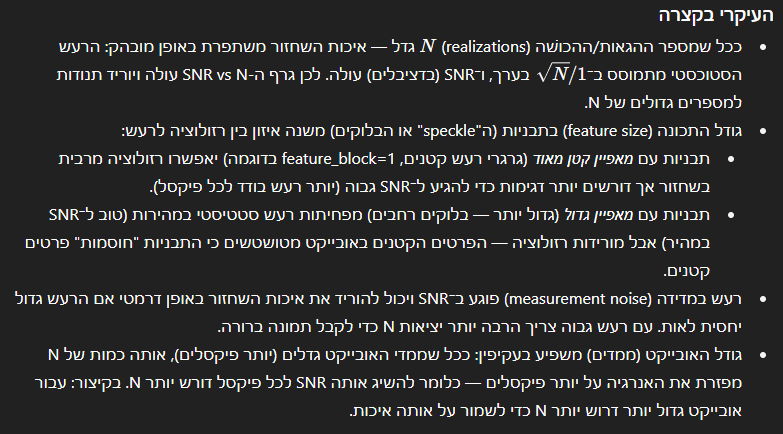 העיקרי בקצרה
ככל שמספר ההגאות/ההכושה (realizations) N גדל — איכות השחזור משתפרת באופן מובהק: הרעש
הסטוכסטי מתמוסס ב־1/√N בערך, ו־SNR (בדציבלים) עולה. לכן גרף ה-SNR vs N עולה ויוריד תנודות
למספרים גדולים של N.
גודל התכונה (feature size) בתבניות (ה"speckle" או הבלוקים) משנה איזון בין רזולוציה לרעש:
תבניות עם מאפיין קטן מאוד (גרגרי רעש קטנים, feature_block=1 בדוגמה) יאפשרו רזולוציה מרבית
בשחזור אך דורשים יותר דגימות כדי להגיע ל־SNR גבוה (יותר רעש בודד לכל פיקסל).
תבניות עם מאפיין גדול (גדול יותר — בלוקים רחבים) מפחיתות רעש סטטיסטי במהירות (טוב ל־SNR
במהיר) אבל מורידות רזולוציה — הפרטים הקטנים באובייקט מטושטשים כי התבניות "חוסמות" פרטים
קטנים.
רעש במדידה (measurement noise) פוגע ב־SNR ויכול להוריד את איכות השחזור באופן דרמטי אם הרעש גדול
יחסית לאות. עם רעש גבוה צריך הרבה יותר יציאות N כדי לקבל תמונה ברורה.
גודל האובייקט (ממדים) משפיע בעקיפין: ככל שממדי האובייקט גדלים (יותר פיקסלים), אותה כמות של N
מפזרת את האנרגיה על יותר פיקסלים — כלומר להשיג אותה SNR לכל פיקסל דורש יותר N. בקיצור: עבור
אובייקט גדול יותר דרוש יותר N כדי לשמור על אותה איכות.